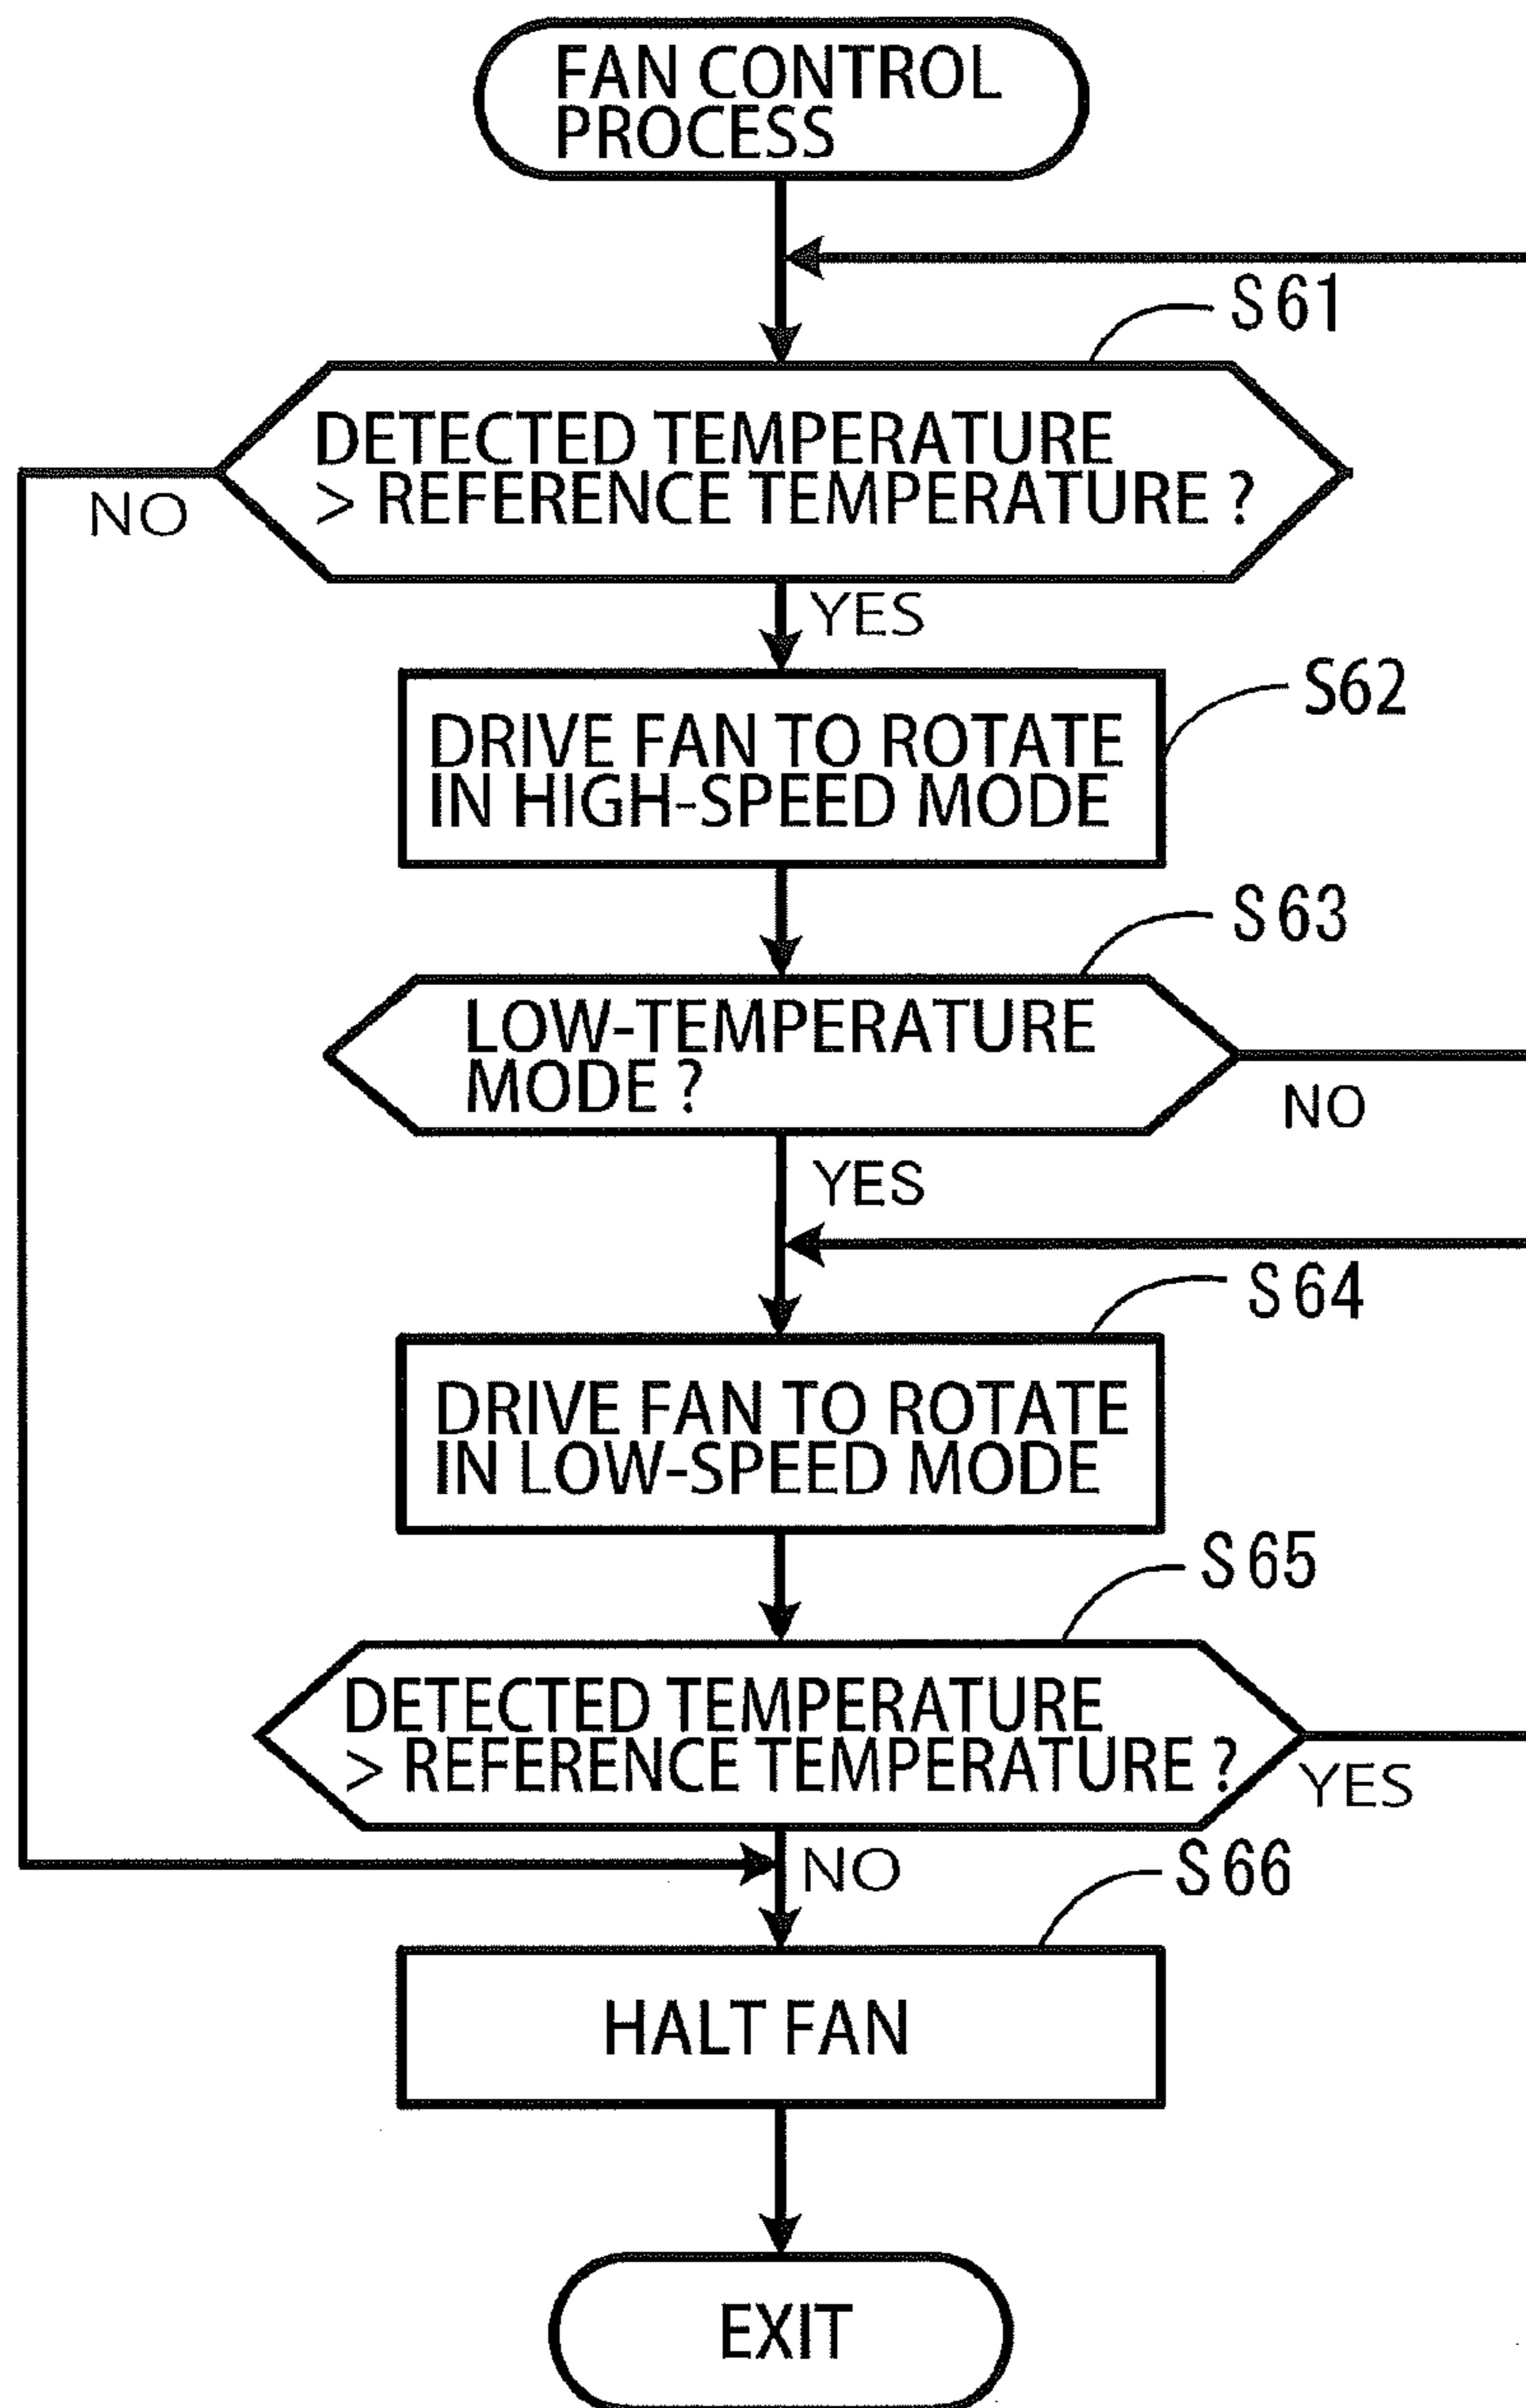 FAN CONTROL
PROCESS
S61
DETECTED TEMPERATURE
> REFERENCE TEMPERATURE ?
NO
YES
S62
DRIVE FAN TO ROTATE
IN HIGH-SPEED MODE
S63
LOW-TEMPERATURE
MODE ?
NO
YES
S64
DRIVE FAN TO ROTATE
IN LOW-SPEED MODE
S65
DETECTED TEMPERATURE
> REFERENCE TEMPERATURE ?
YES
NO
S66
HALT FAN
EXIT